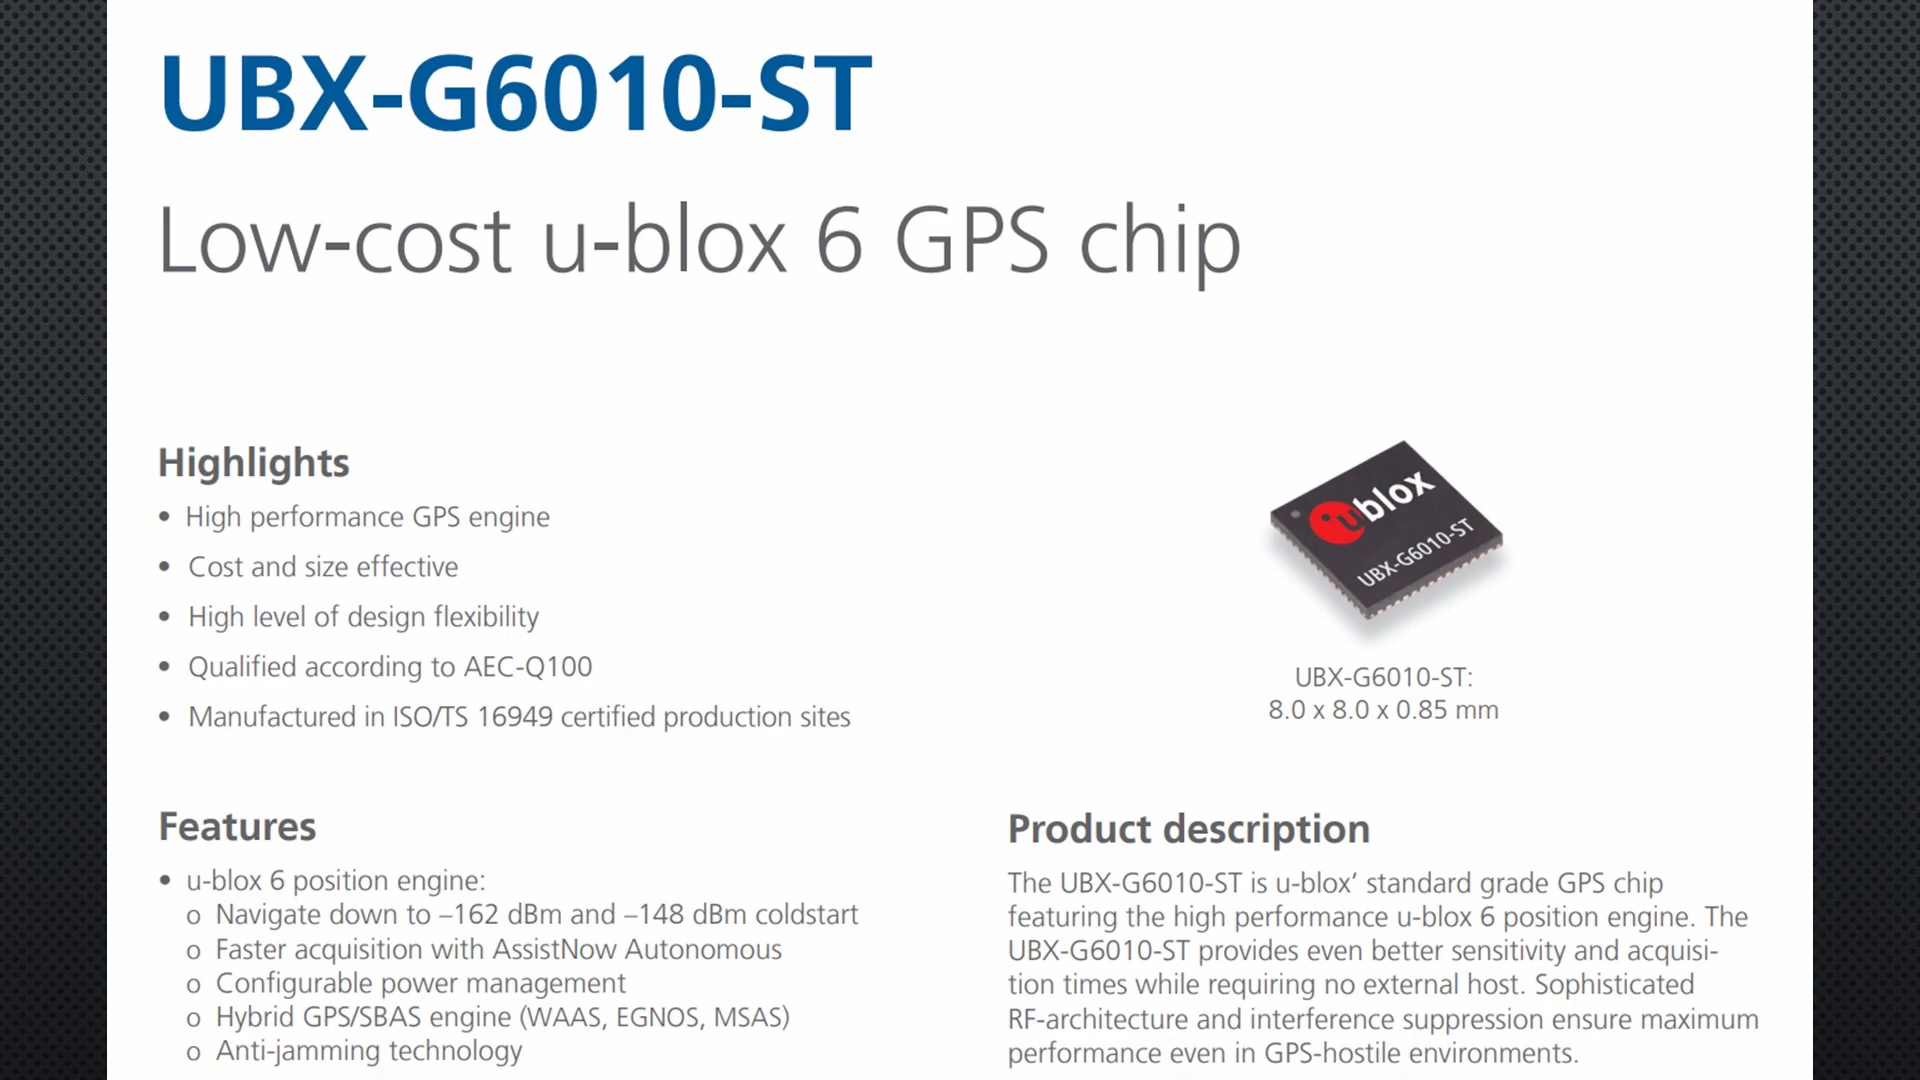 UBX-G6010-ST
Low-cost u-blox 6 GPS chip
Highlights
• High performance GPS engine
• Cost and size effective
• High level of design flexibility
• Qualified according to AEC-Q100
• Manufactured in ISO/TS 16949 certified production sites
ublox
UBX-G6010-ST
UBX-G6010-ST:
8.0 x 8.0 x 0.85 mm
Features
• u-blox 6 position engine:
o Navigate down to –162 dBm and –148 dBm coldstart
o Faster acquisition with AssistNow Autonomous
o Configurable power management
o Hybrid GPS/SBAS engine (WAAS, EGNOS, MSAS)
o Anti-jamming technology
Product description
The UBX-G6010-ST is u-blox’ standard grade GPS chip
featuring the high performance u-blox 6 position engine. The
UBX-G6010-ST provides even better sensitivity and acquisi-
tion times while requiring no external host. Sophisticated
RF-architecture and interference suppression ensure maximum
performance even in GPS-hostile environments.